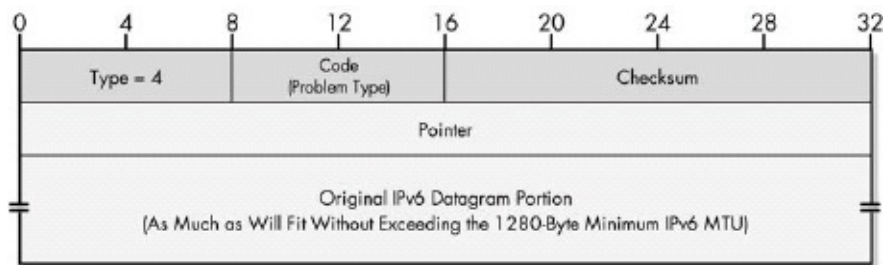 0 4 8 12 16 20 24 28 32
Type = 4
Code
(Problem Type)
Checksum
Pointer
Original IPv6 Datagram Portion
(As Much as Will Fit Without Exceeding the 1280-Byte Minimum IPv6 MTU)